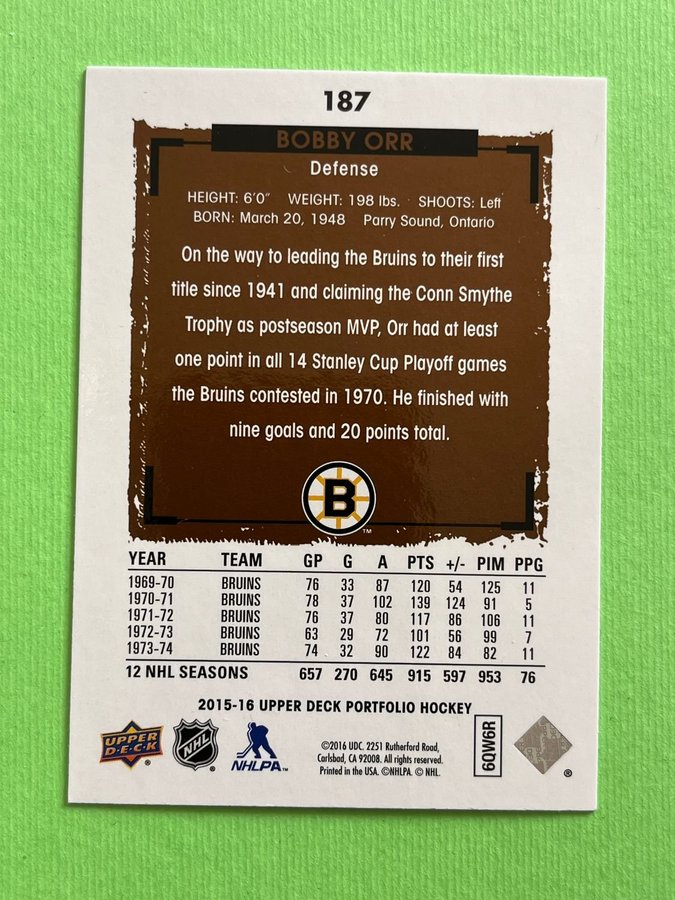 187
BOBBY ORR
Defense
HEIGHT: 6'0" WEIGHT: 198 lbs. SHOOTS: Left
BORN: March 20, 1948 Parry Sound, Ontario
On the way to leading the Bruins to their first
title since 1941 and claiming the Conn Smythe
Trophy as postseason MVP, Orr had at least
one point in all 14 Stanley Cup Playoff games
the Bruins contested in 1970. He finished with
nine goals and 20 points total.
B
™
YEAR TEAM GP G A PTS +/- PIM PPG
1969-70 BRUINS 76 33 87 120 54 125 11
1970-71 BRUINS 78 37 102 139 124 91 5
1971-72 BRUINS 76 37 80 117 86 106 11
1972-73 BRUINS 63 29 72 101 56 99 7
1973-74 BRUINS 74 32 90 122 84 82 11
12 NHL SEASONS 657 270 645 915 597 953 76
2015-16 UPPER DECK PORTFOLIO HOCKEY
UPPER DECK ®
NHL ®
NHLPA™
©2016 UDC. 2251 Rutherford Road,
Carlsbad, CA 92008. All rights reserved.
Printed in the USA. ©NHLPA. © NHL.
6QW6R
®